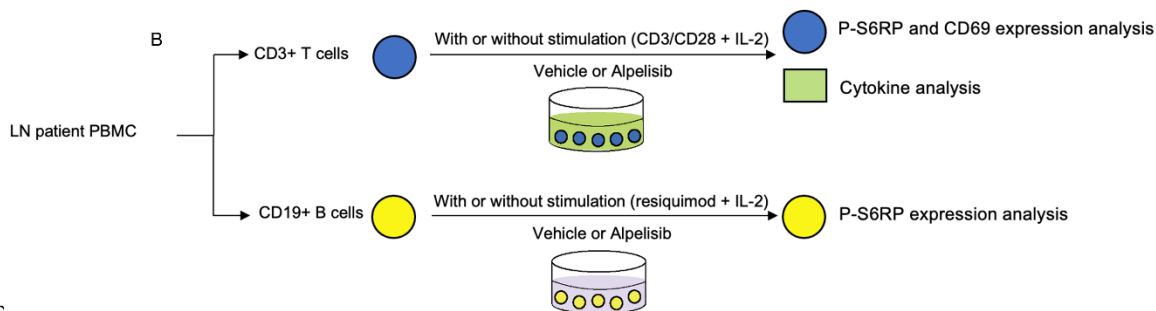 B
CD3+ T cells
With or without stimulation (CD3/CD28 + IL-2)
Vehicle or Alpelisib
P-S6RP and CD69 expression analysis
Cytokine analysis
LN patient PBMC
CD19+ B cells
With or without stimulation (resiquimod + IL-2)
Vehicle or Alpelisib
P-S6RP expression analysis